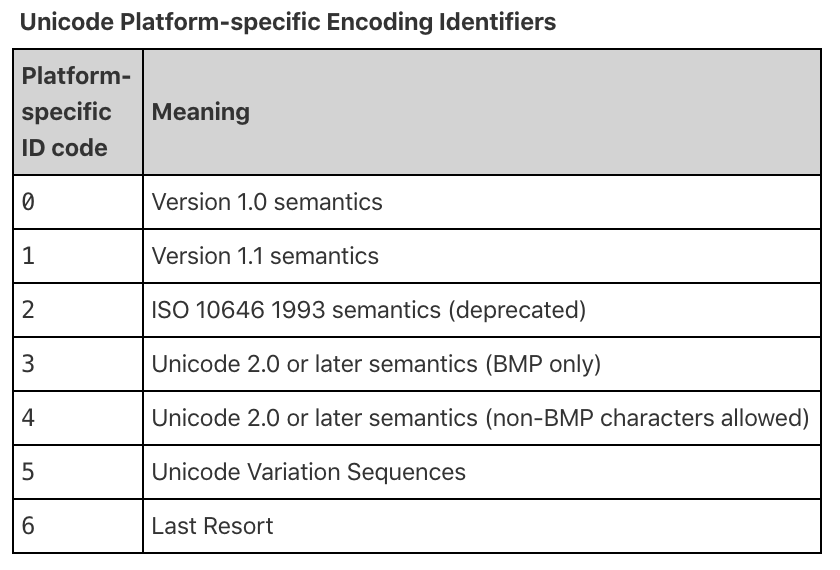 Unicode Platform-specific Encoding Identifiers
Platform-
specific
ID code
Meaning
0 Version 1.0 semantics
1 Version 1.1 semantics
2 ISO 10646 1993 semantics (deprecated)
3 Unicode 2.0 or later semantics (BMP only)
4 Unicode 2.0 or later semantics (non-BMP characters allowed)
5 Unicode Variation Sequences
6 Last Resort